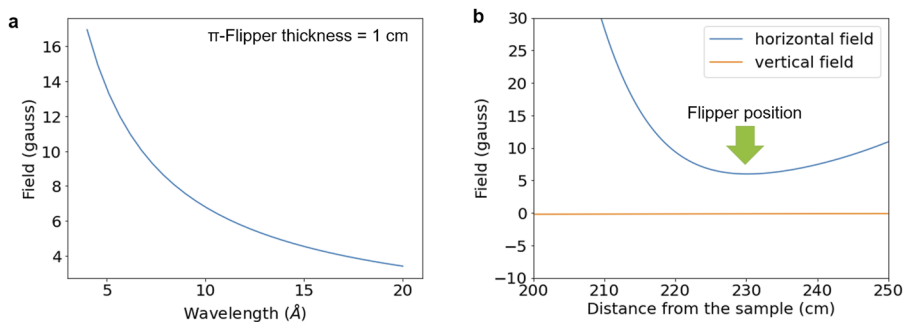 a
π-Flipper thickness = 1 cm
16
14
12
10
8
6
4
Field (gauss)
5
10
15
20
Wavelength (Å)
b
30
25
20
15
10
5
0
−5
−10
Field (gauss)
horizontal field
vertical field
Flipper position
200
210
220
230
240
250
Distance from the sample (cm)